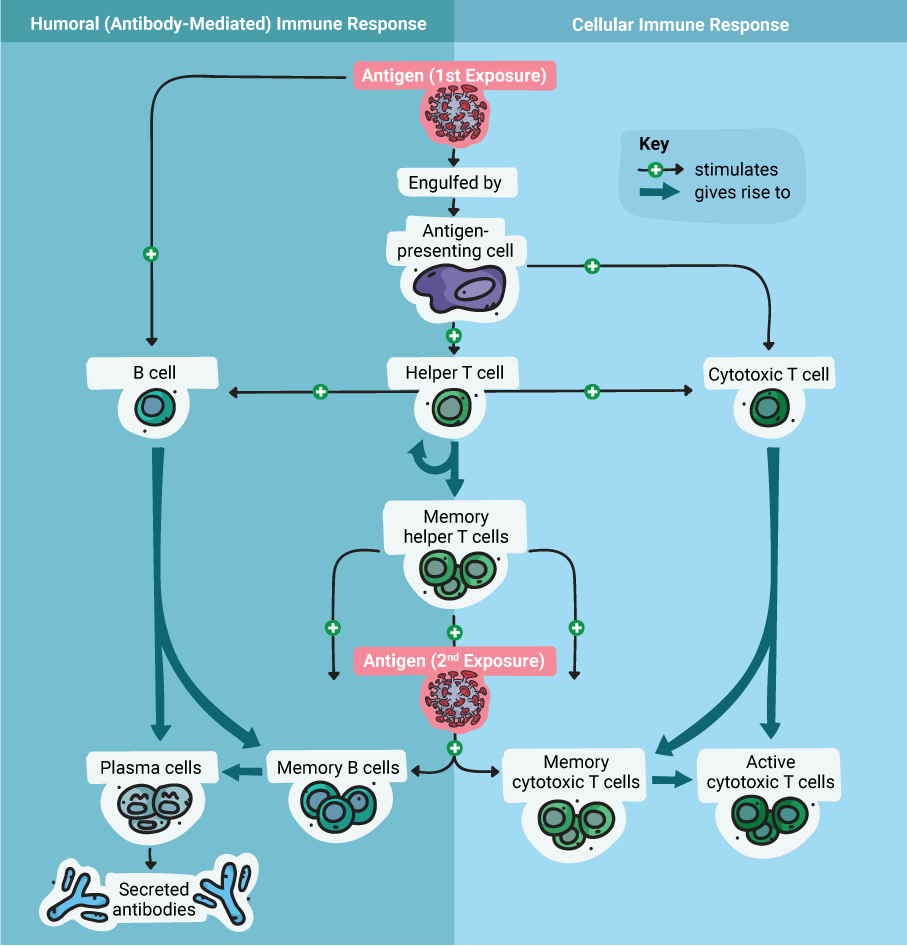 Humoral (Antibody-Mediated) Immune Response
Cellular Immune Response
Antigen (1st Exposure)
Key
stimulates
gives rise to
Engulfed by
Antigen-
presenting cell
B cell
Helper T cell
Cytotoxic T cell
Memory
helper T cells
Antigen (2nd Exposure)
Plasma cells
Memory B cells
Memory
cytotoxic T cells
Active
cytotoxic T cells
Secreted
antibodies